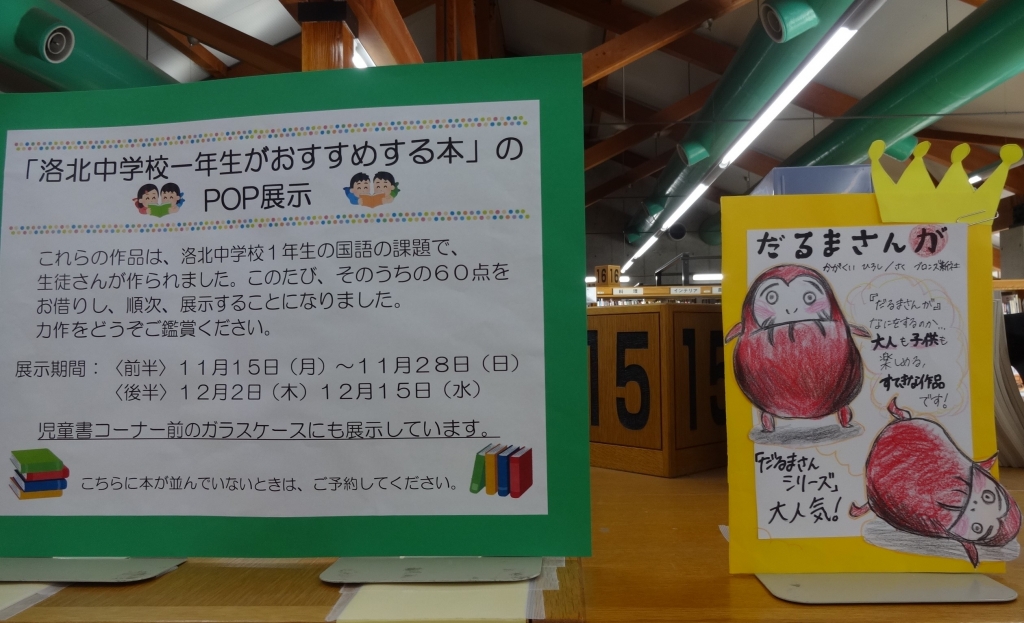 「洛北中学校一年生がおすすめする本」の
POP展示
これらの作品は、洛北中学校１年生の国語の課題で、
生徒さんが作られました。このたび、そのうちの６０点を
お借りし、順次、展示することになりました。
力作をどうぞご鑑賞ください。
展示期間：〈前半〉１１月１５日（月）～１１月２８日（日）
〈後半〉１２月２日（木）１２月１５日（水）
児童書コーナー前のガラスケースにも展示しています。
こちらに本が並んでいないときは、ご予約してください。
だるまさんが
かがくい ひろし/さく ブロンズ新社
『だるまさんが』
なにをするのか…
大人も子供も
楽しめる。
すてきな作品
です!
『だるまさん
シリーズ』
大人気!
16
16
料理
インテリア
15
15